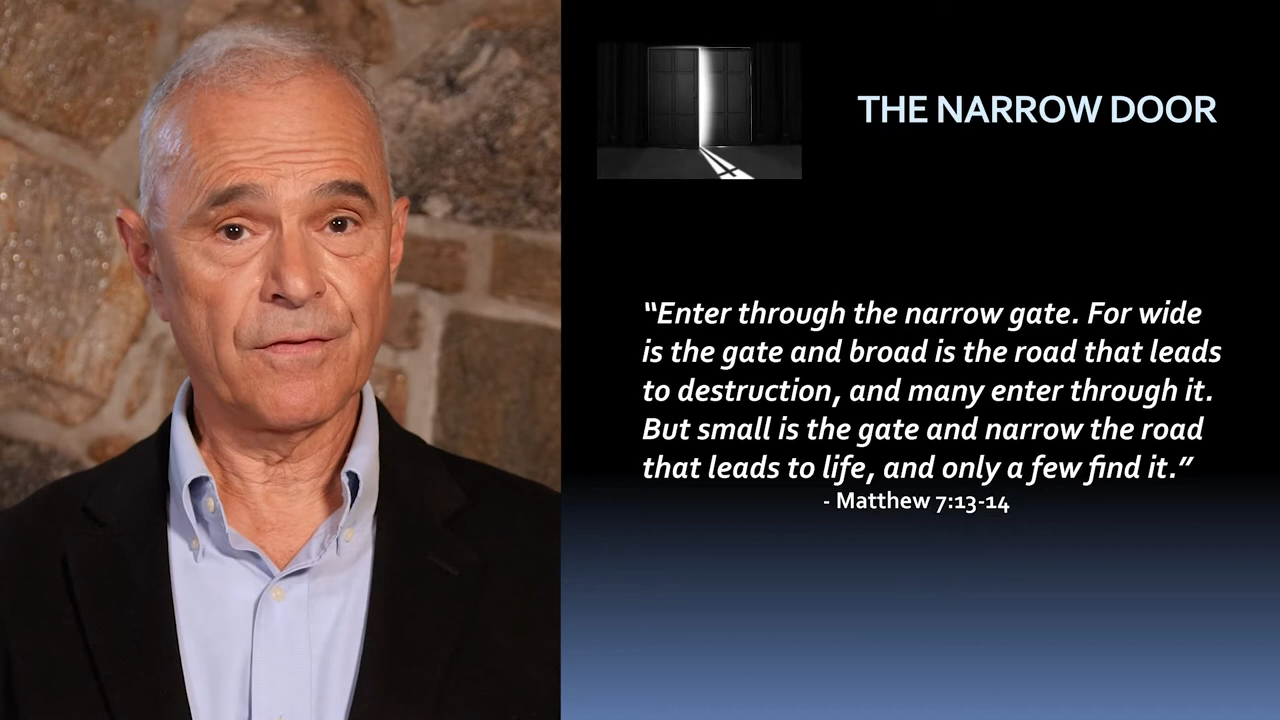 THE NARROW DOOR
“Enter through the narrow gate. For wide
is the gate and broad is the road that leads
to destruction, and many enter through it.
But small is the gate and narrow the road
that leads to life, and only a few find it.”
- Matthew 7:13-14